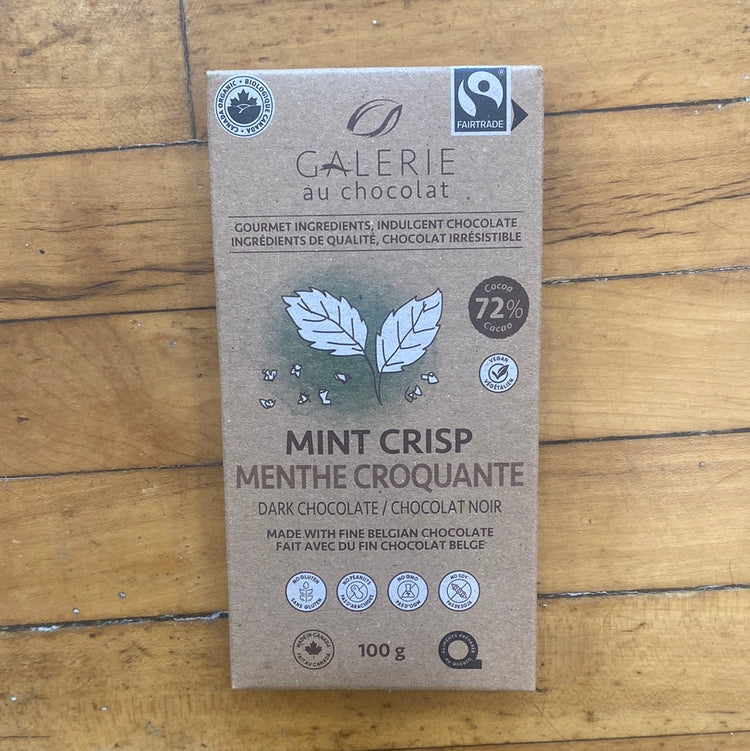 CANADA ORGANIC • BIOLOGIQUE CANADA
FAIRTRADE
GALERIE
au chocolat
GOURMET INGREDIENTS, INDULGENT CHOCOLATE
INGRÉDIENTS DE QUALITÉ, CHOCOLAT IRRÉSISTIBLE
Cocoa
72%
Cacao
VEGAN
VÉGÉTALIEN
MINT CRISP
MENTHE CROQUANTE
DARK CHOCOLATE / CHOCOLAT NOIR
MADE WITH FINE BELGIAN CHOCOLATE
FAIT AVEC DU FIN CHOCOLAT BELGE
NO GLUTEN
SANS GLUTEN
NO PEANUTS
PAS D'ARACHIDES
NO GMO
PAS D'OGM
NO SOY
PAS DE SOJA
MADE IN CANADA
FAIT AU CANADA
100 g
ALIMENTS PRÉPARÉS
AU QUÉBEC